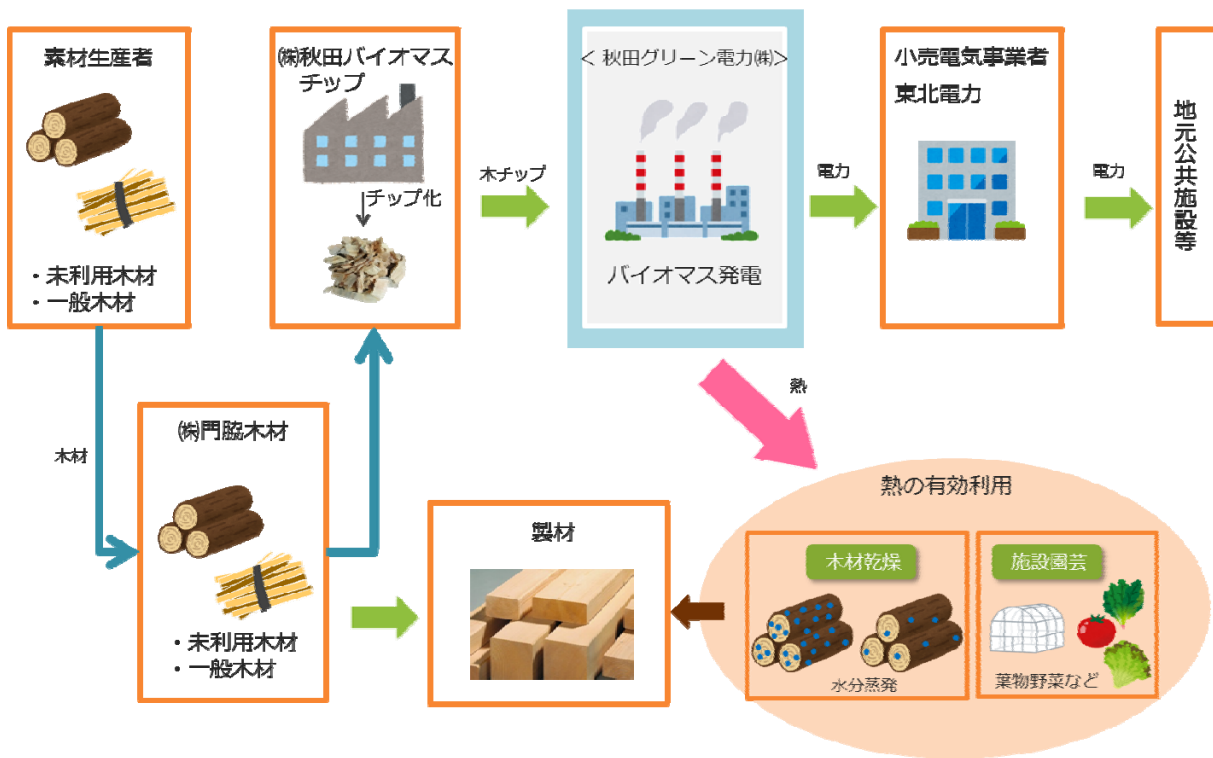 素材生産者
・未利用木材
・一般木材
㈱秋田バイオマス
チップ
チップ化
木チップ
＜ 秋田グリーン電力㈱＞
バイオマス発電
電力
小売電気事業者
東北電力
電力
地元公共施設等
木材
㈱門脇木材
・未利用木材
・一般木材
製材
熱
熱の有効利用
木材乾燥
水分蒸発
施設園芸
葉物野菜など